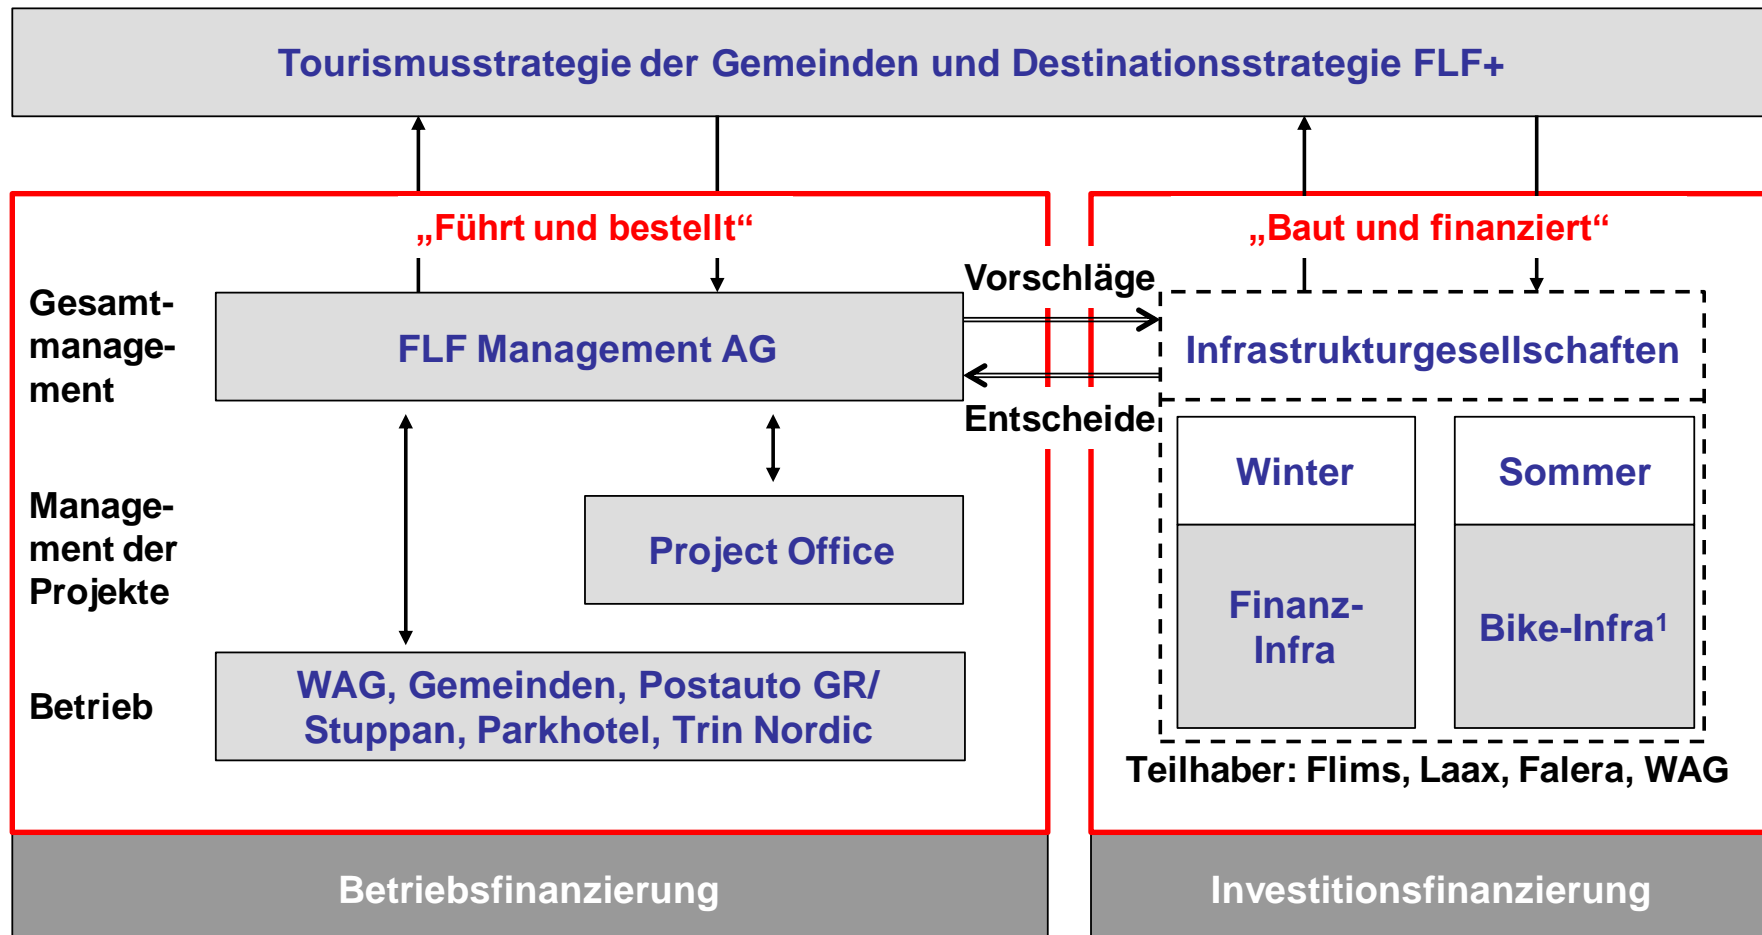 Tourismusstrategie der Gemeinden und Destinationsstrategie FLF+
„Führt und bestellt“
„Baut und finanziert“
Gesamt-
manage-
ment
FLF Management AG
Vorschläge
Entscheide
Infrastrukturgesellschaften
Manage-
ment der
Projekte
Project Office
Winter
Sommer
Finanz-
Infra
Bike-Infra¹
Betrieb
WAG, Gemeinden, Postauto GR/
Stuppan, Parkhotel, Trin Nordic
Teilhaber: Flims, Laax, Falera, WAG
Betriebsfinanzierung
Investitionsfinanzierung